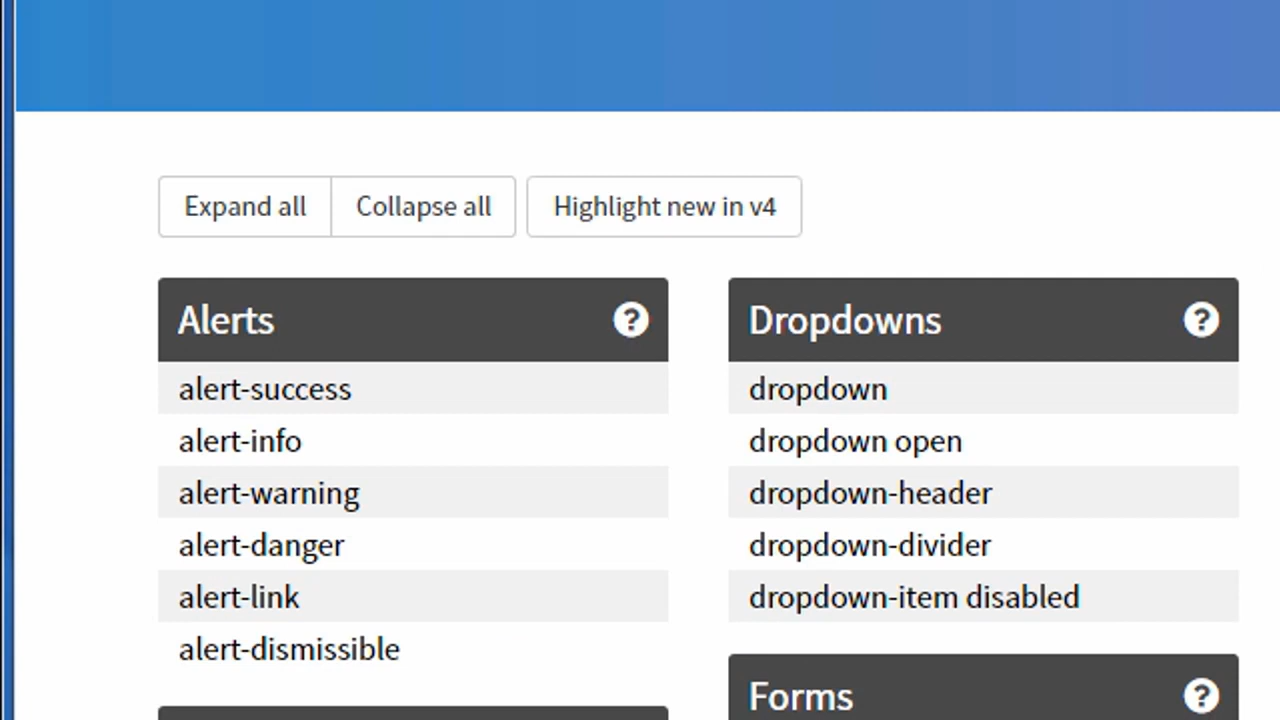 Expand all
Collapse all
Highlight new in v4
Alerts
alert-success
alert-info
alert-warning
alert-danger
alert-link
alert-dismissible
Dropdowns
dropdown
dropdown open
dropdown-header
dropdown-divider
dropdown-item disabled
Forms